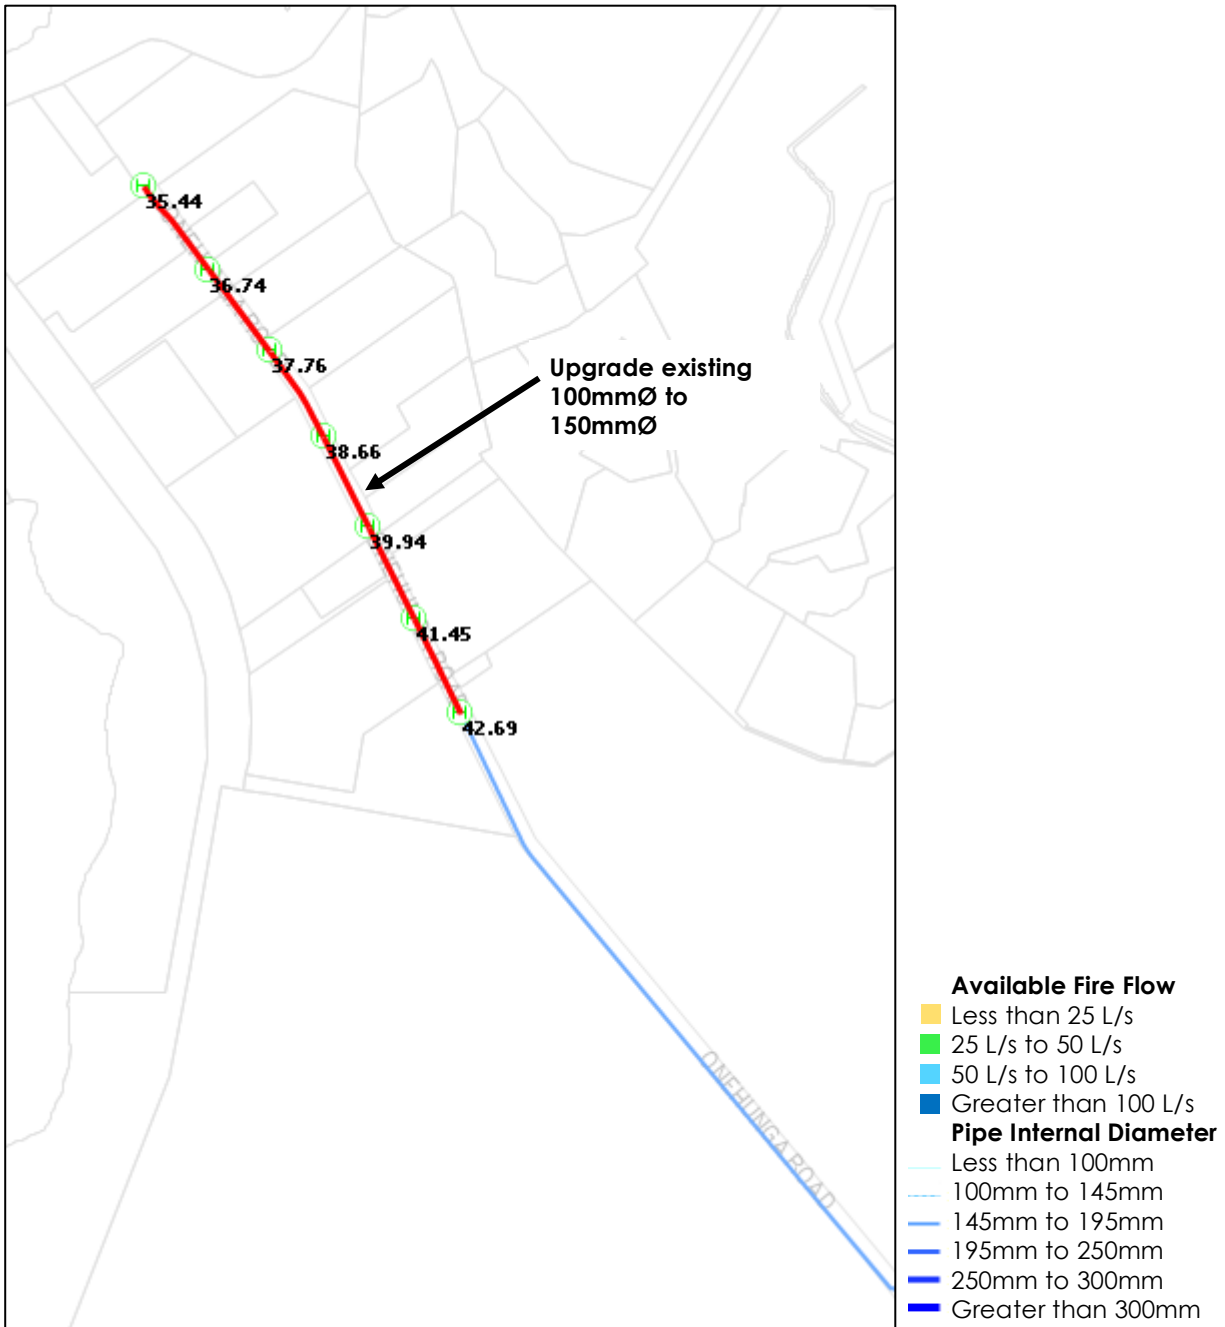 35.44
36.74
37.76
Upgrade existing
100mmØ to
150mmØ
38.66
39.94
41.45
42.69
ONEHUNGA ROAD
Available Fire Flow
Less than 25 L/s
25 L/s to 50 L/s
50 L/s to 100 L/s
Greater than 100 L/s
Pipe Internal Diameter
Less than 100mm
100mm to 145mm
145mm to 195mm
195mm to 250mm
250mm to 300mm
Greater than 300mm